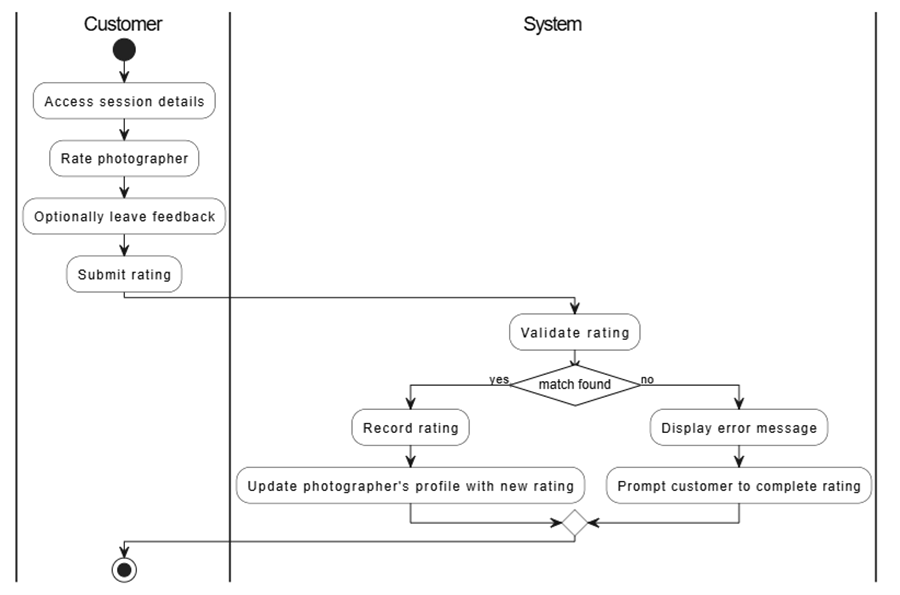 Customer
System
Access session details
Rate photographer
Optionally leave feedback
Submit rating
Validate rating
yes
match found
no
Record rating
Display error message
Update photographer's profile with new rating
Prompt customer to complete rating